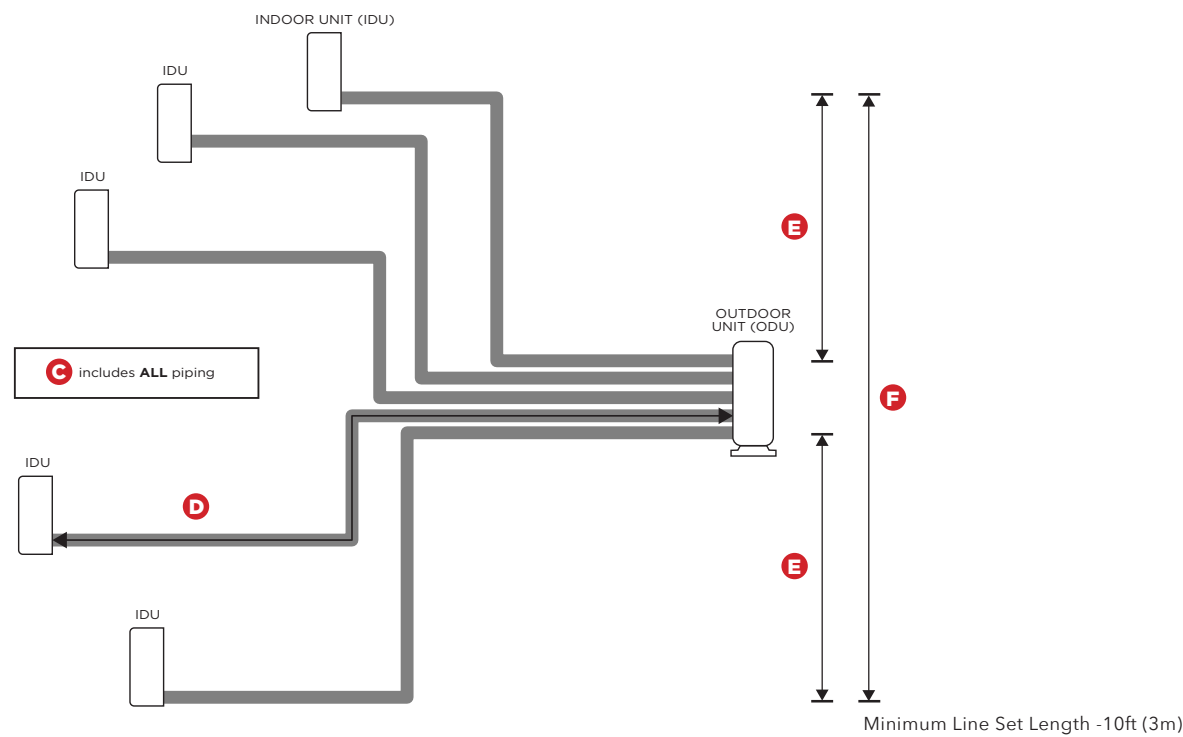 INDOOR UNIT (IDU)
IDU
IDU
E
OUTDOOR
UNIT (ODU)
C includes ALL piping
F
IDU
D
E
IDU
Minimum Line Set Length -10ft (3m)